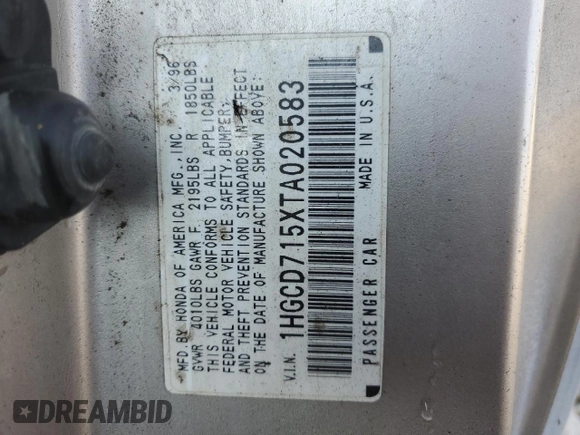 MFD.BY HONDA OF AMERICA MFG.,INC. 3/96
GVWR 4010LBS GAWR F 2195LBS R 1850LBS
THIS VEHICLE CONFORMS TO ALL APPLICABLE
FEDERAL MOTOR VEHICLE SAFETY,BUMPER,
AND THEFT PREVENTION STANDARDS IN EFFECT
ON THE DATE OF MANUFACTURE SHOWN ABOVE.
V.I.N. 1HGCD715XTA020583
PASSENGER CAR MADE IN U.S.A.
DREAMBID